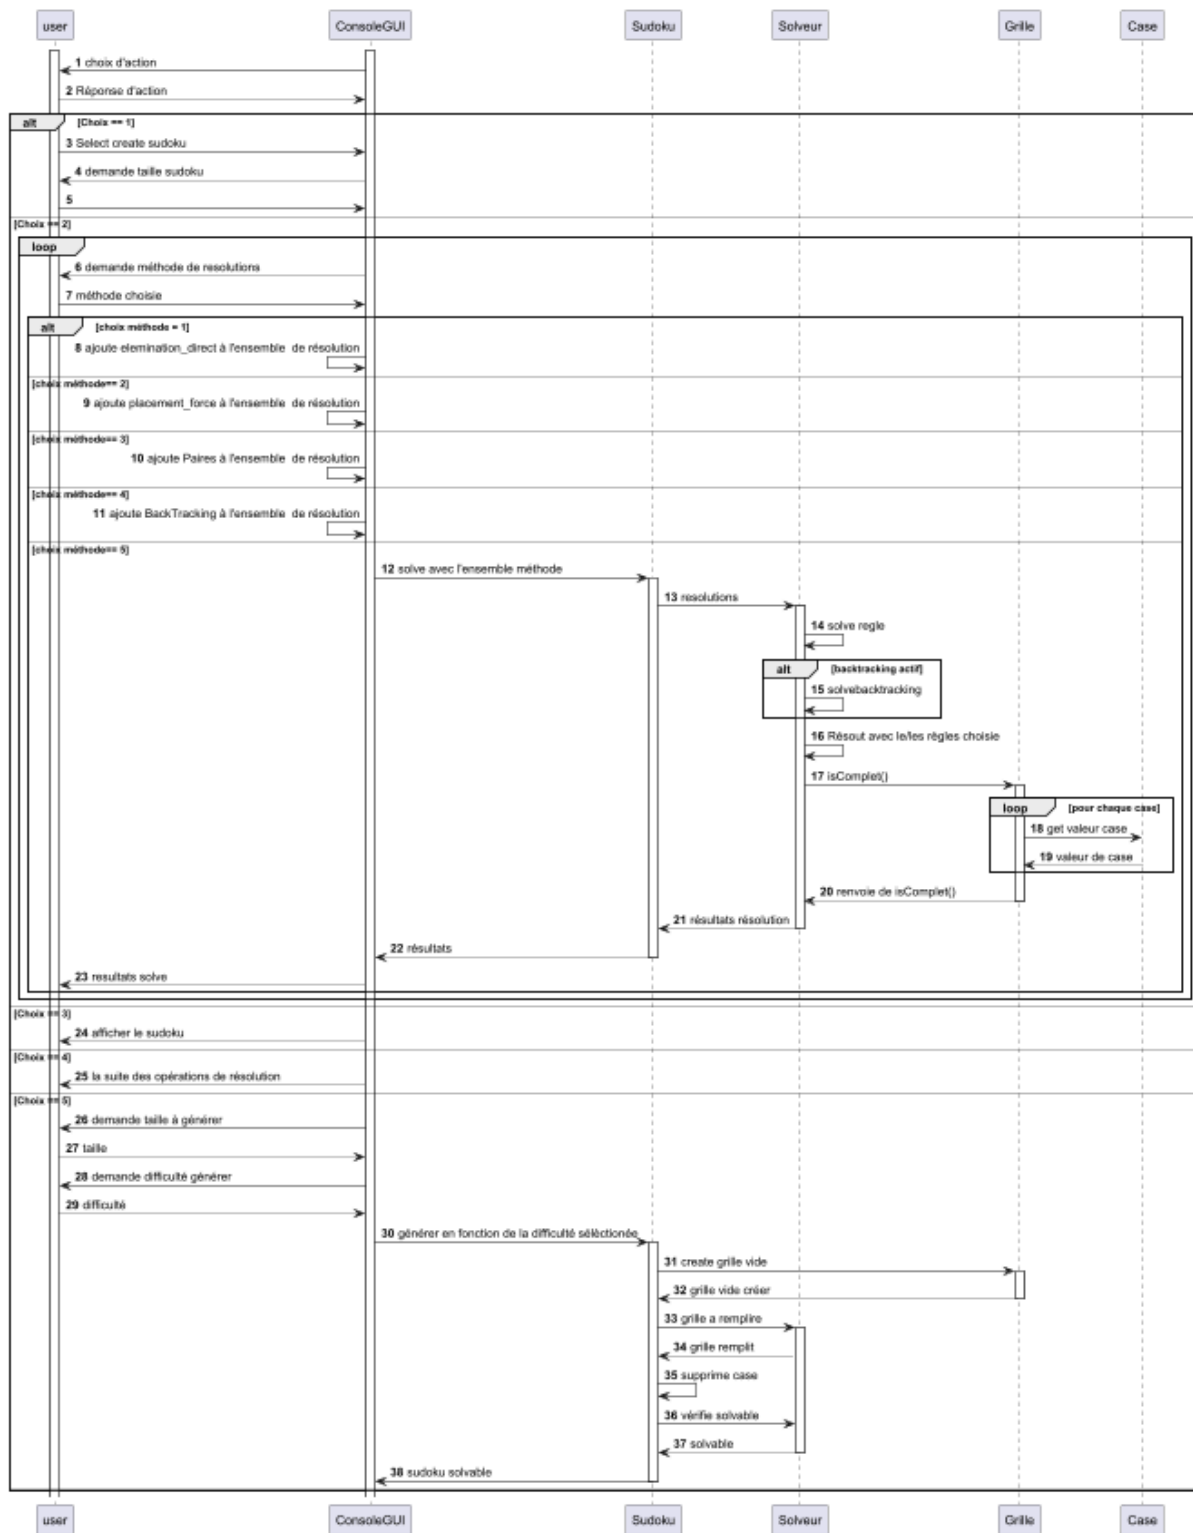 user ConsoleGUI Sudoku Solveur Grille Case
1 choix d'action
2 Réponse d'action
alt [Choix == 1]
3 Select create sudoku
4 demande taille sudoku
5
[Choix == 2]
loop
6 demande méthode de resolutions
7 méthode choisie
alt [choix méthode = 1]
8 ajoute elemination_direct à l'ensemble de résolution
[choix méthode== 2]
9 ajoute placement_force à l'ensemble de résolution
[choix méthode== 3]
10 ajoute Paires à l'ensemble de résolution
[choix méthode== 4]
11 ajoute BackTracking à l'ensemble de résolution
[choix méthode== 5]
12 solve avec l'ensemble méthode
13 resolutions
14 solve regle
alt [backtracking actif]
15 solvebacktracking
16 Résout avec le/les règles choisie
17 isComplet()
loop [pour chaque case]
18 get valeur case
19 valeur de case
20 renvoie de isComplet()
21 résultats résolution
22 résultats
23 resultats solve
[Choix == 3]
24 afficher le sudoku
[Choix == 4]
25 la suite des opérations de résolution
[Choix == 5]
26 demande taille à générer
27 taille
28 demande difficulté générer
29 difficulté
30 générer en fonction de la difficulté séléctionée
31 create grille vide
32 grille vide créer
33 grille a remplire
34 grille remplit
35 supprime case
36 vérifie solvable
37 solvable
38 sudoku solvable
user ConsoleGUI Sudoku Solveur Grille Case